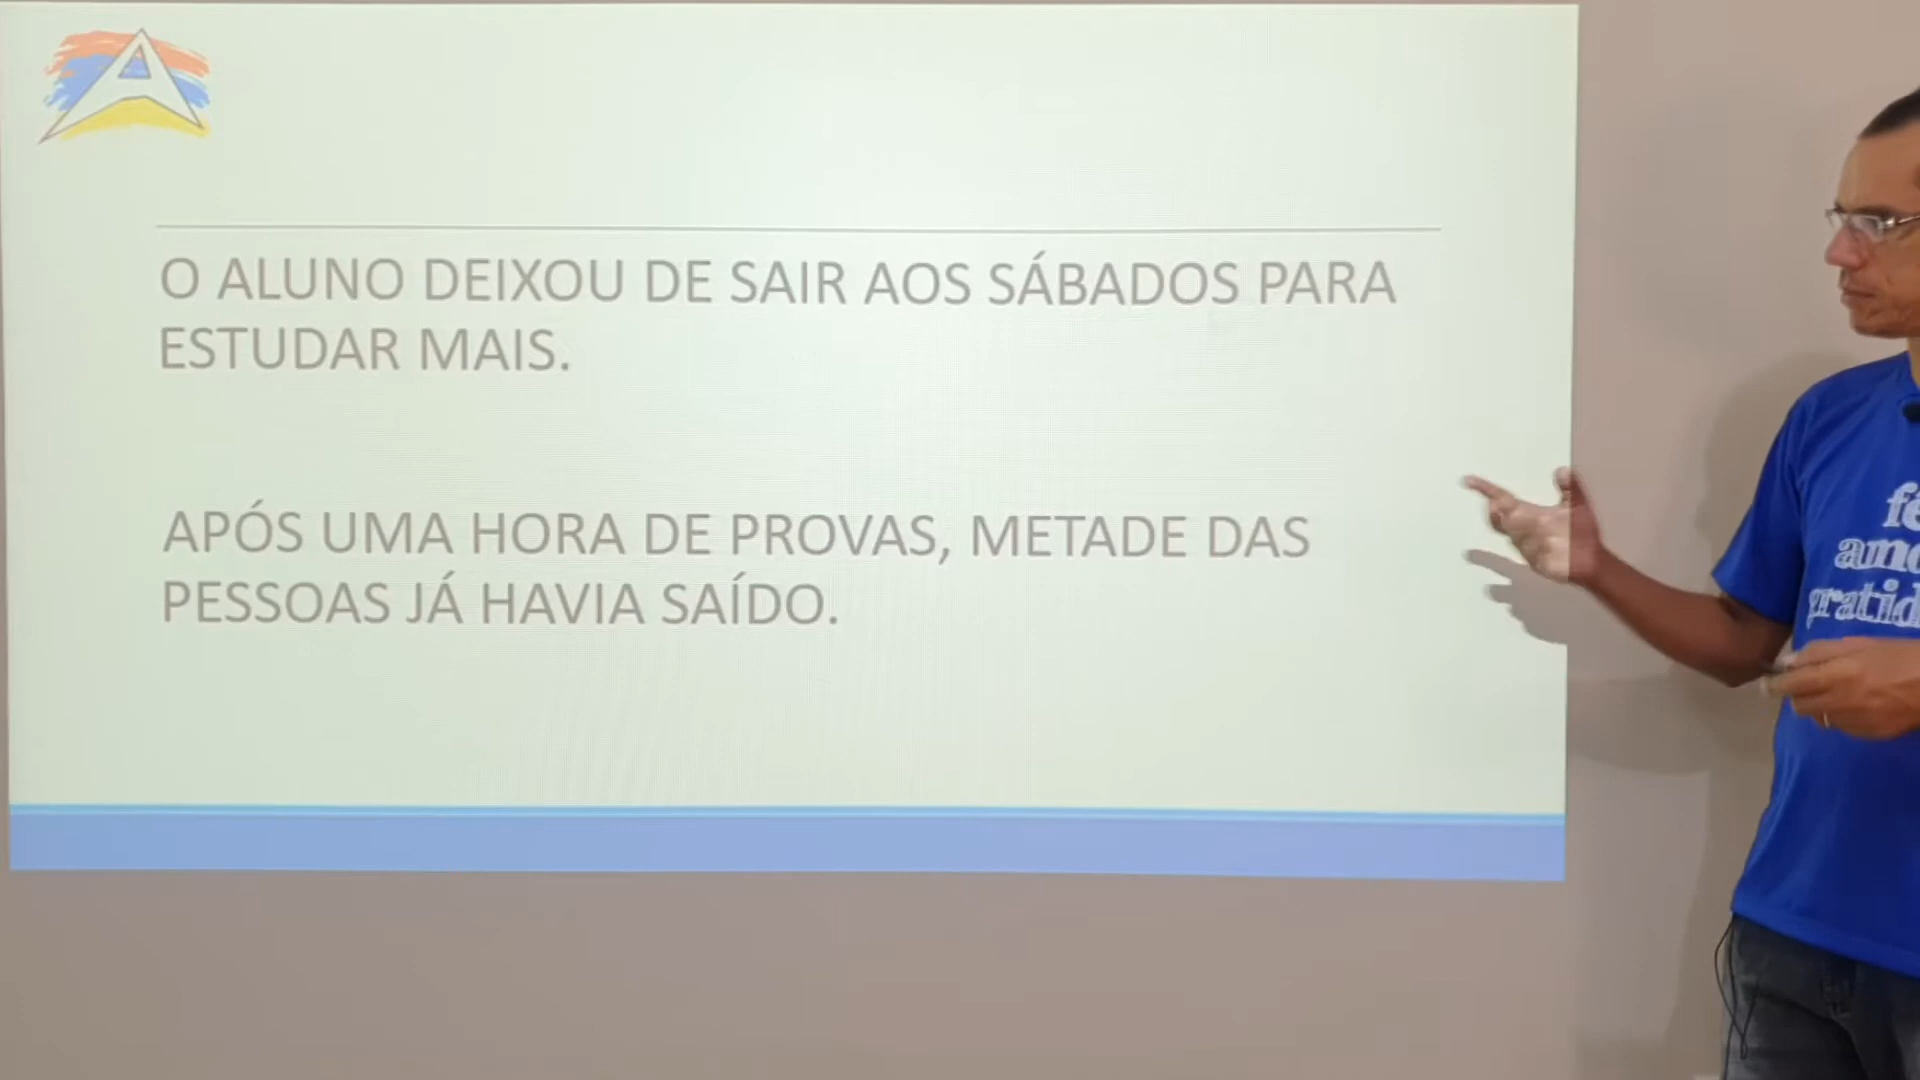 A
O ALUNO DEIXOU DE SAIR AOS SÁBADOS PARA
ESTUDAR MAIS.
APÓS UMA HORA DE PROVAS, METADE DAS
PESSOAS JÁ HAVIA SAÍDO.